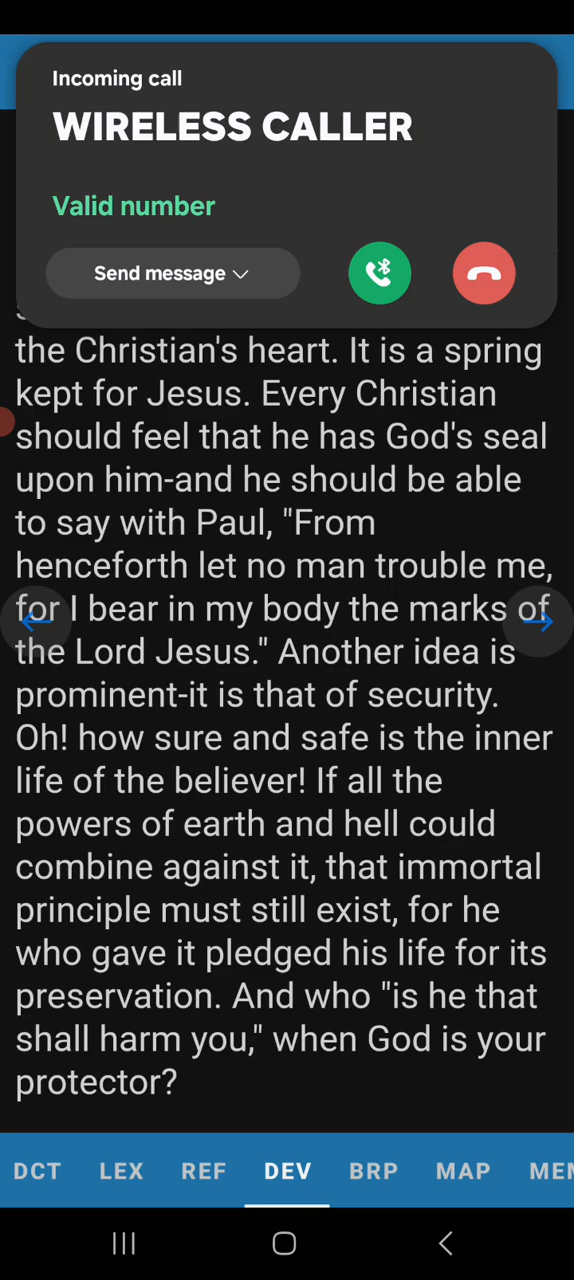 Incoming call
WIRELESS CALLER
Valid number
Send message
the Christian's heart. It is a spring
kept for Jesus. Every Christian
should feel that he has God's seal
upon him-and he should be able
to say with Paul, "From
henceforth let no man trouble me,
for I bear in my body the marks of
the Lord Jesus." Another idea is
prominent-it is that of security.
Oh! how sure and safe is the inner
life of the believer! If all the
powers of earth and hell could
combine against it, that immortal
principle must still exist, for he
who gave it pledged his life for its
preservation. And who "is he that
shall harm you," when God is your
protector?
DCT LEX REF DEV BRP MAP